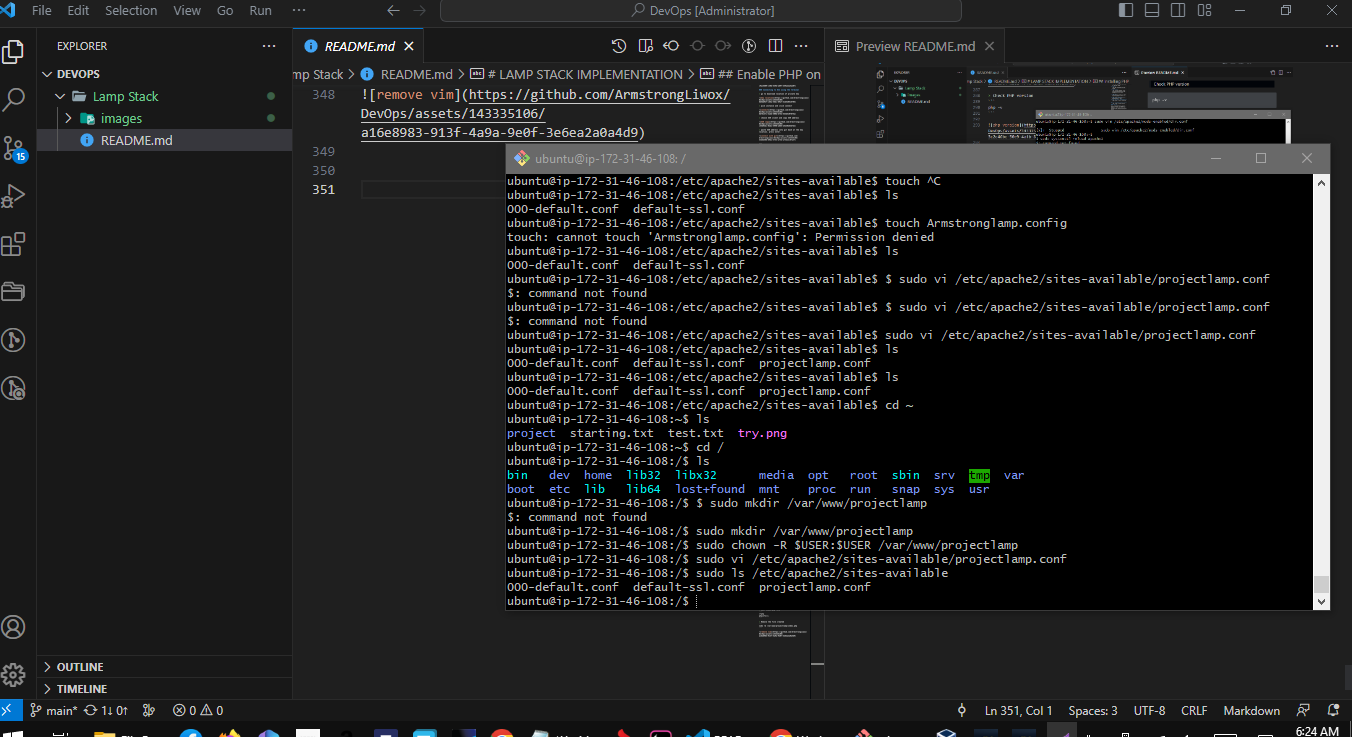 File Edit Selection View Go Run ··· DevOps [Administrator]
EXPLORER ···
DEVOPS
Lamp Stack
images
README.md
README.md
Preview README.md
mp Stack > README.md > # LAMP STACK IMPLEMENTATION > ## Enable PHP on
348 ![remove vim](https://github.com/ArmstrongLiwox/
DevOps/assets/143335106/
a16e8983-913f-4a9a-9e0f-3e6ea2a0a4d9)
349
350
351
15
Check PHP version
ubuntu@ip-172-31-46-108: /
ubuntu@ip-172-31-46-108:/etc/apache2/sites-available$ touch ^C
ubuntu@ip-172-31-46-108:/etc/apache2/sites-available$ ls
000-default.conf default-ssl.conf
ubuntu@ip-172-31-46-108:/etc/apache2/sites-available$ touch Armstronglamp.config
touch: cannot touch 'Armstronglamp.config': Permission denied
ubuntu@ip-172-31-46-108:/etc/apache2/sites-available$ ls
000-default.conf default-ssl.conf
ubuntu@ip-172-31-46-108:/etc/apache2/sites-available$ $ sudo vi /etc/apache2/sites-available/projectlamp.conf
$: command not found
ubuntu@ip-172-31-46-108:/etc/apache2/sites-available$ $ sudo vi /etc/apache2/sites-available/projectlamp.conf
$: command not found
ubuntu@ip-172-31-46-108:/etc/apache2/sites-available$ sudo vi /etc/apache2/sites-available/projectlamp.conf
ubuntu@ip-172-31-46-108:/etc/apache2/sites-available$ ls
000-default.conf default-ssl.conf projectlamp.conf
ubuntu@ip-172-31-46-108:/etc/apache2/sites-available$ ls
000-default.conf default-ssl.conf projectlamp.conf
ubuntu@ip-172-31-46-108:/etc/apache2/sites-available$ cd ~
ubuntu@ip-172-31-46-108:~$ ls
project starting.txt test.txt try.png
ubuntu@ip-172-31-46-108:~$ cd /
ubuntu@ip-172-31-46-108:/$ ls
bin dev home lib32 libx32 media opt root sbin srv tmp var
boot etc lib lib64 lost+found mnt proc run snap sys usr
ubuntu@ip-172-31-46-108:/$ $ sudo mkdir /var/www/projectlamp
$: command not found
ubuntu@ip-172-31-46-108:/$ sudo mkdir /var/www/projectlamp
ubuntu@ip-172-31-46-108:/$ sudo chown -R $USER:$USER /var/www/projectlamp
ubuntu@ip-172-31-46-108:/$ sudo vi /etc/apache2/sites-available/projectlamp.conf
ubuntu@ip-172-31-46-108:/$ sudo ls /etc/apache2/sites-available
000-default.conf default-ssl.conf projectlamp.conf
ubuntu@ip-172-31-46-108:/$
OUTLINE
TIMELINE
main* 1↓ 0↑ 0 0 Ln 351, Col 1 Spaces: 3 UTF-8 CRLF Markdown
6:24 AM